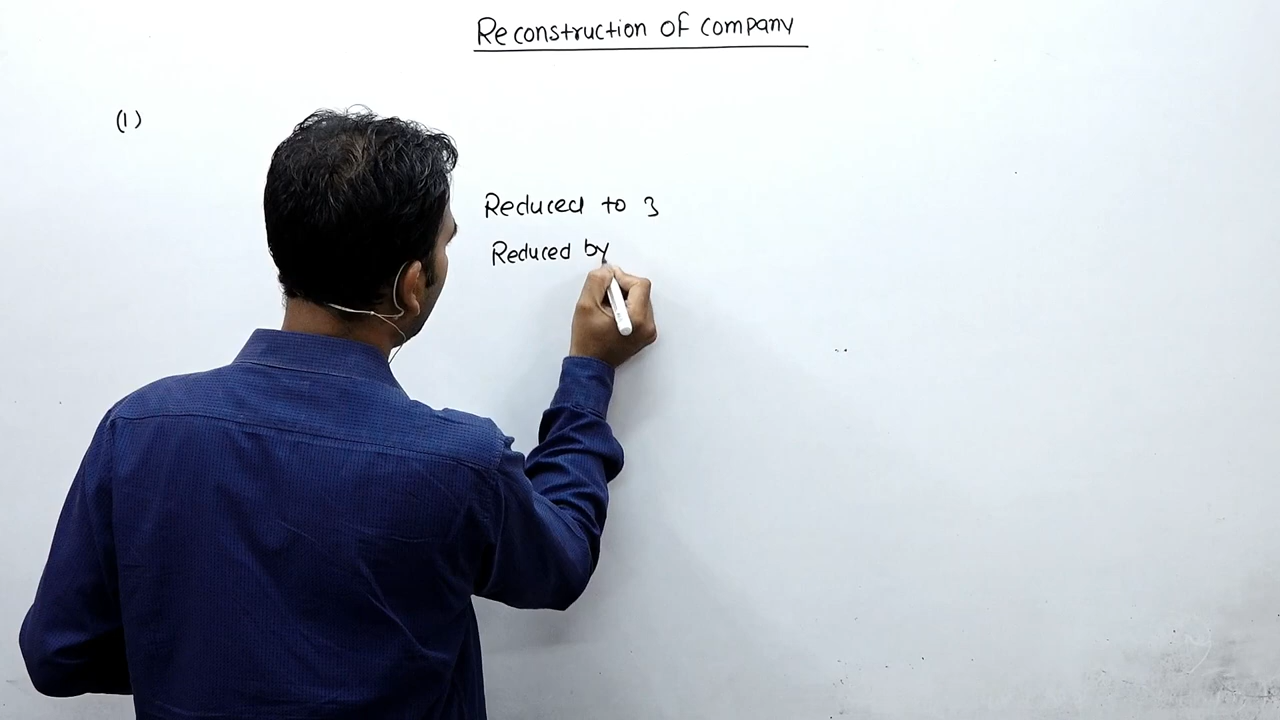 Reconstruction of company
(1)
Reduced to 3
Reduced by